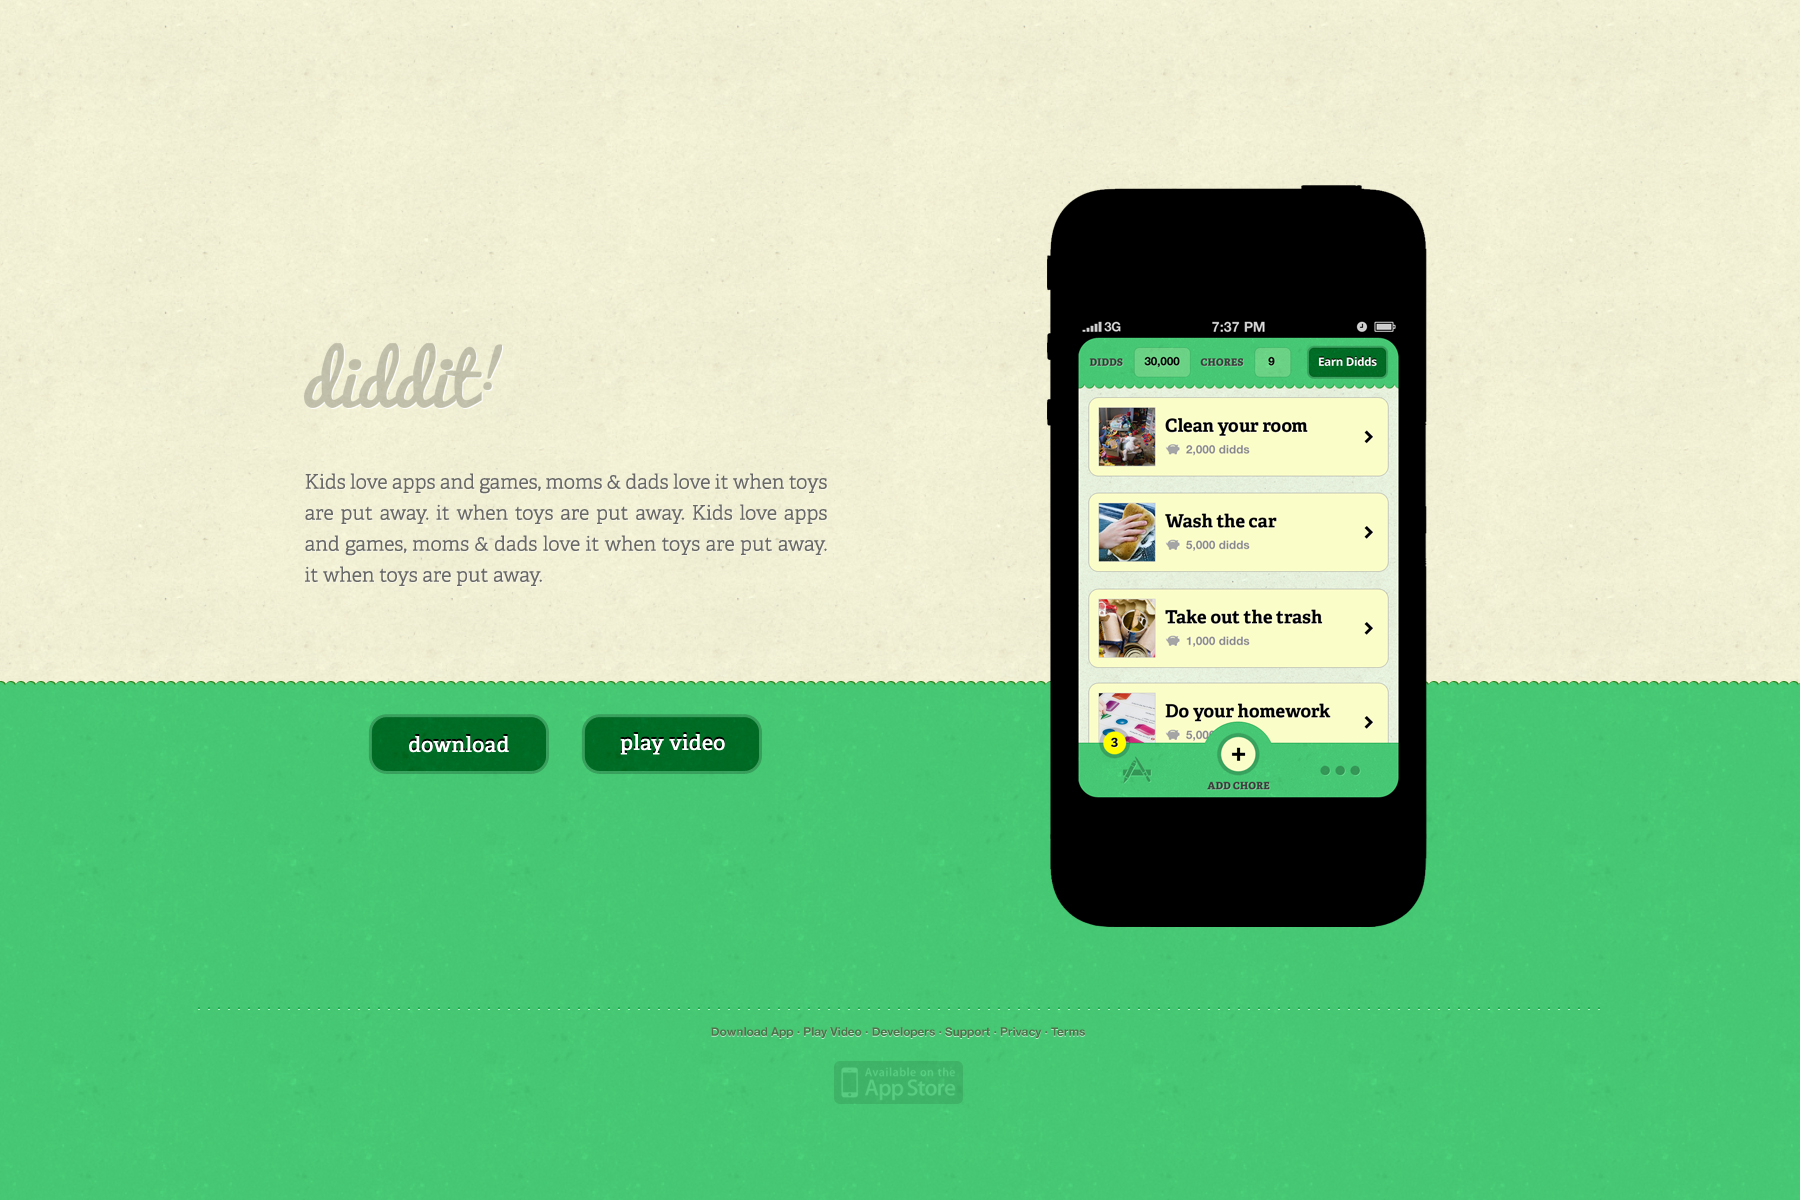 diddit!
Kids love apps and games, moms & dads love it when toys
are put away. it when toys are put away. Kids love apps
and games, moms & dads love it when toys are put away.
it when toys are put away.
download
play video
3G 7:37 PM
DIDDS 30,000 CHORES 9 Earn Didds
Clean your room
2,000 didds
Wash the car
5,000 didds
Take out the trash
1,000 didds
Do your homework
5,00
3
+
ADD CHORE
Download App · Play Video · Developers · Support · Privacy · Terms
Available on the
App Store